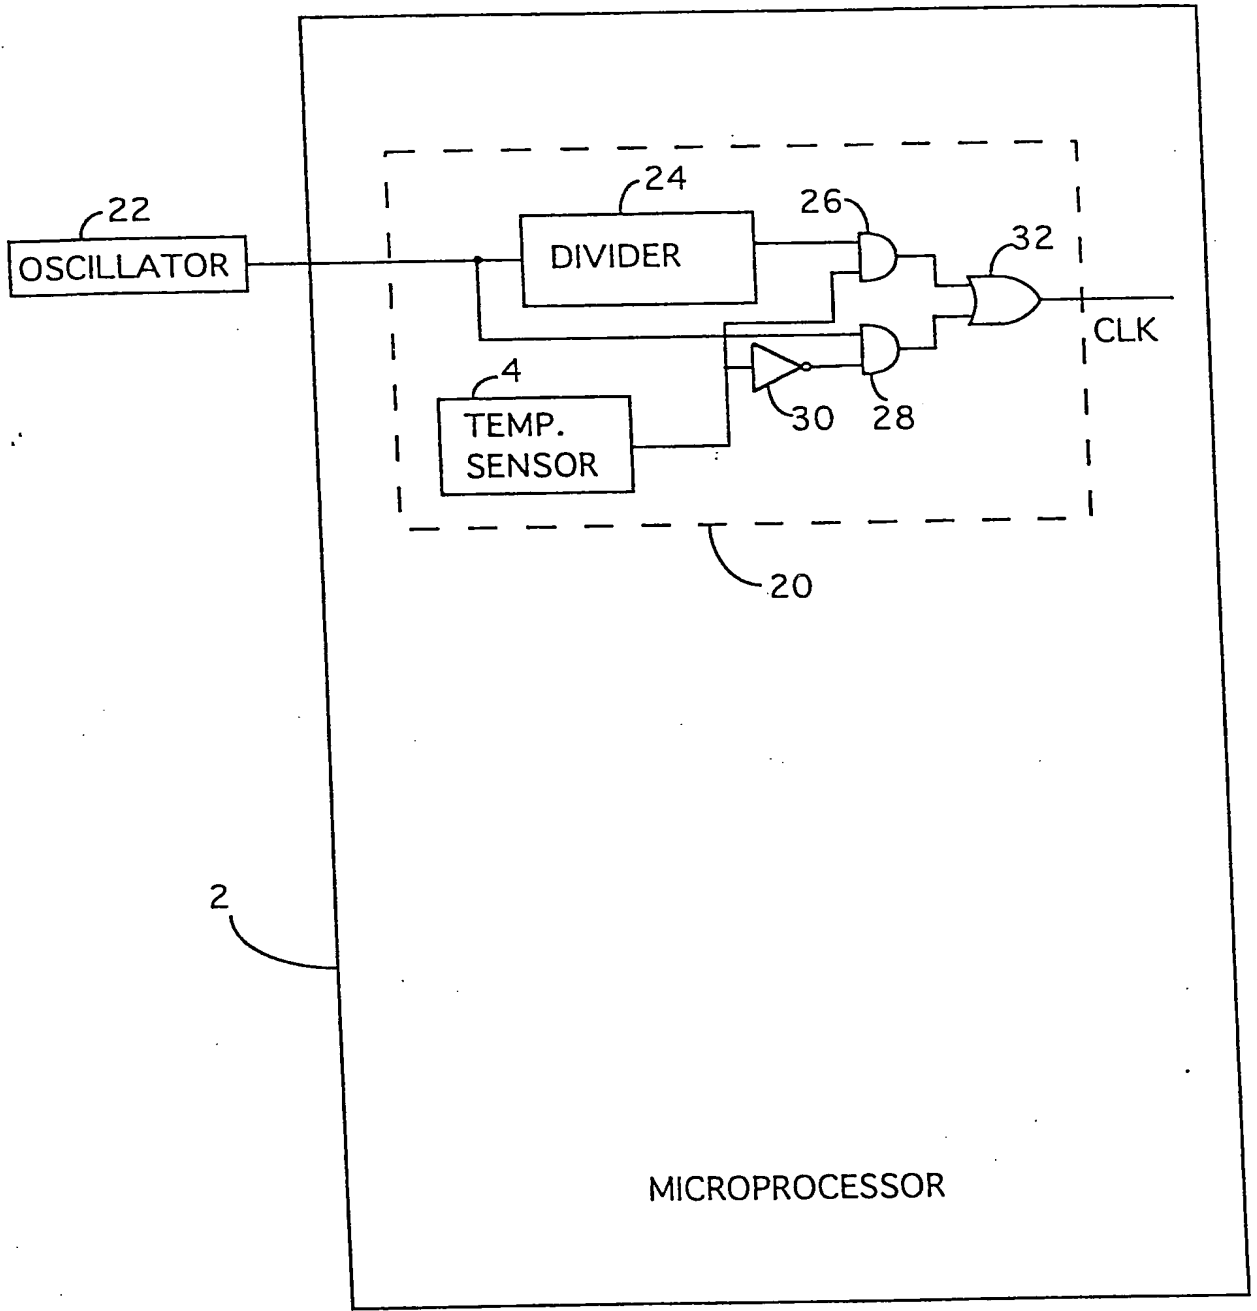 24
26
22
32
OSCILLATOR
DIVIDER
CLK
4
30
28
TEMP.
SENSOR
20
2
MICROPROCESSOR